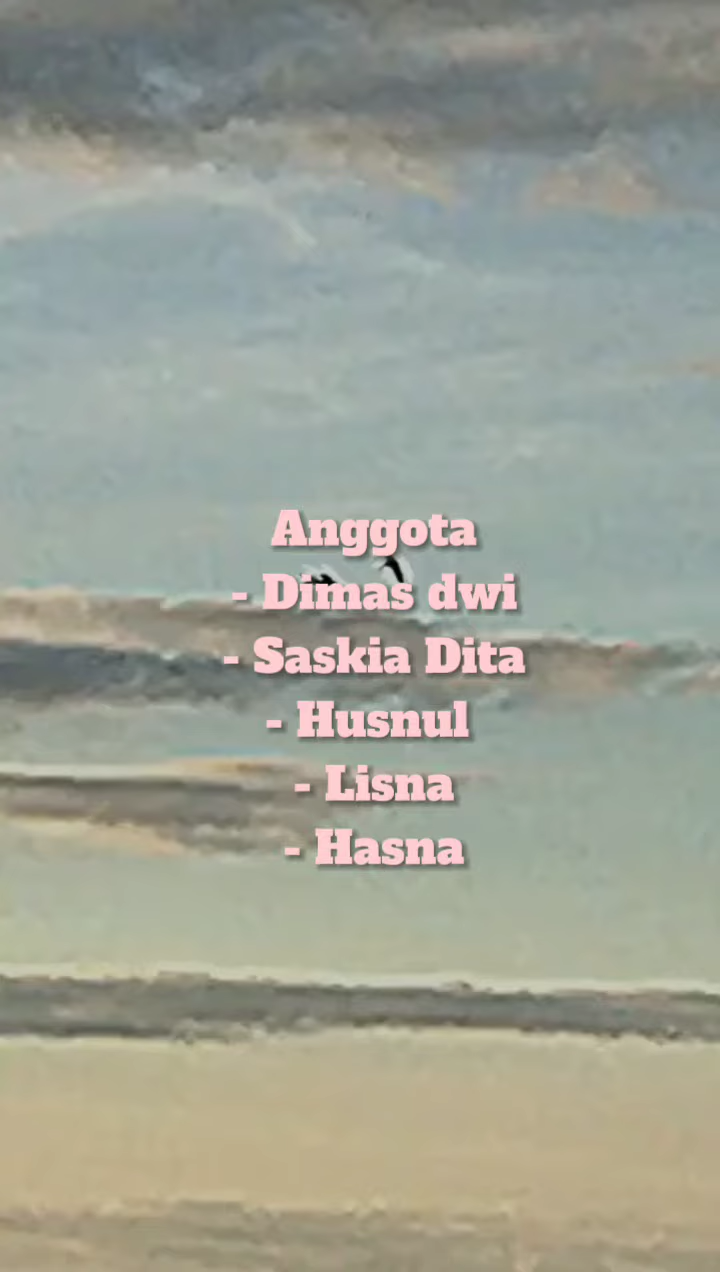 Anggota
- Dimas dwi
- Saskia Dita
- Husnul
- Lisna
- Hasna